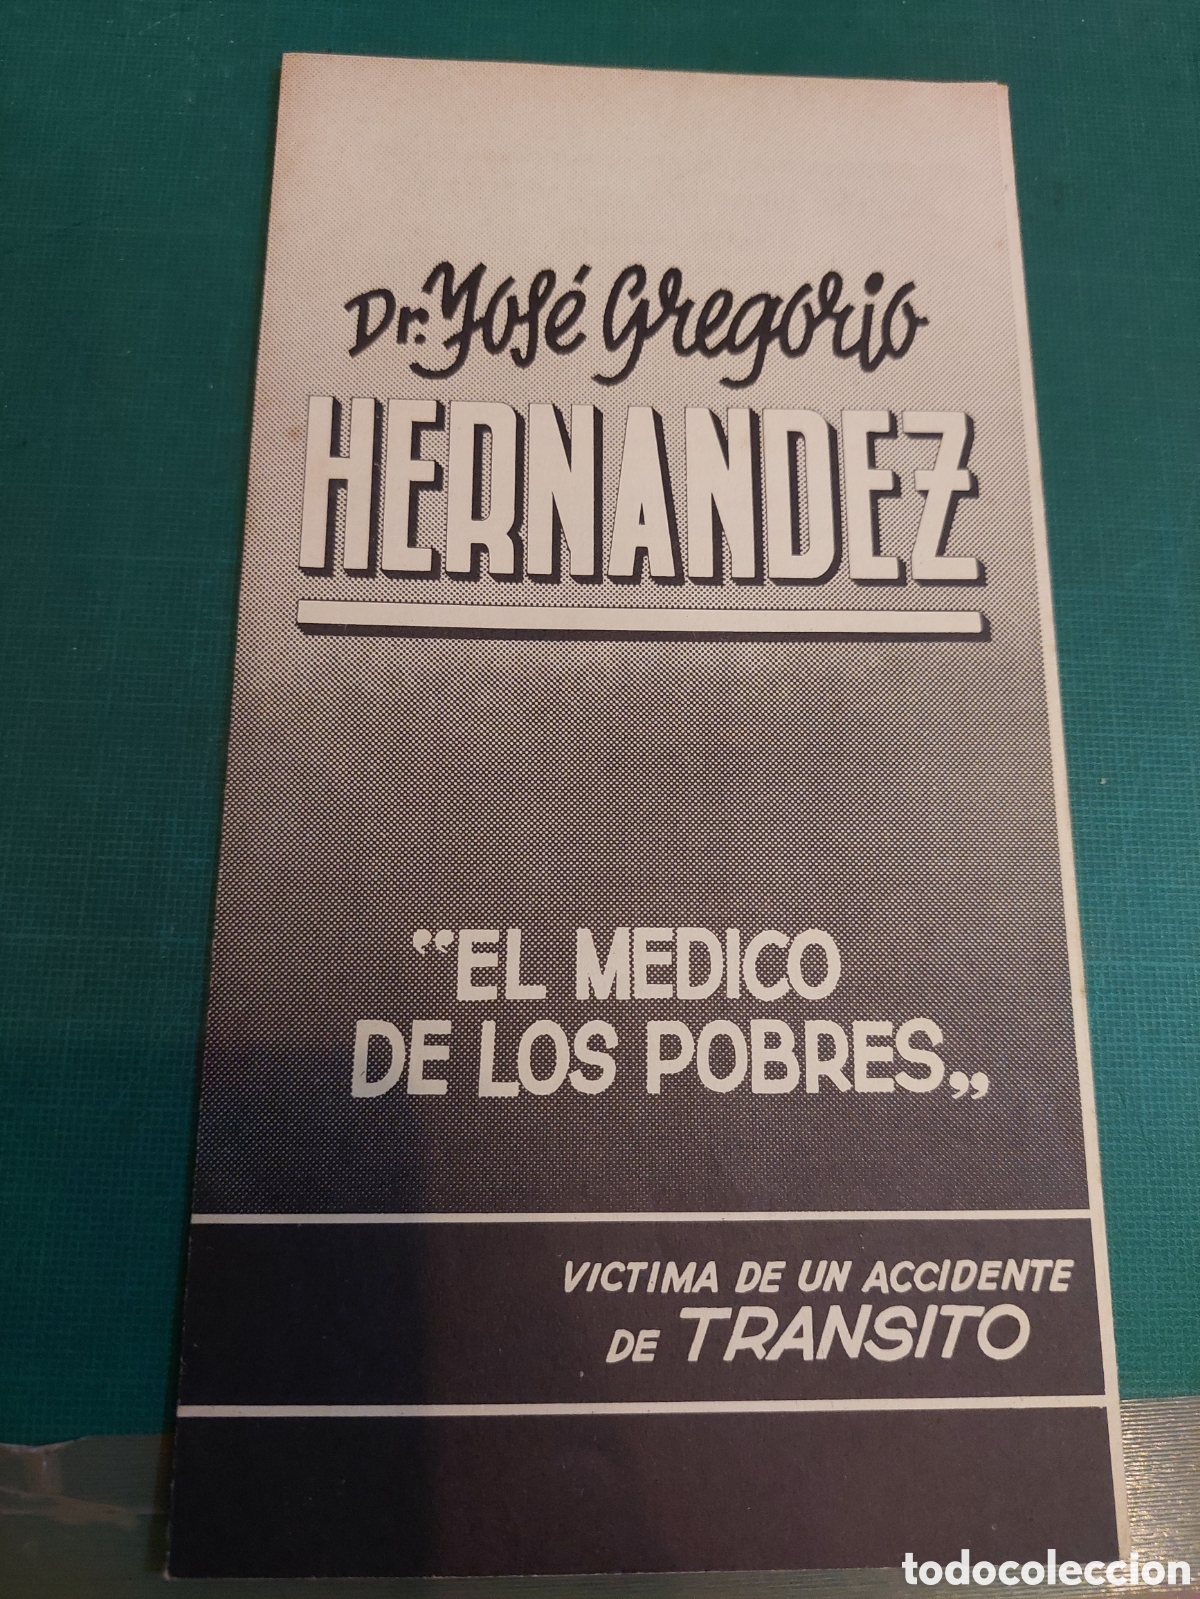 Dr. José Gregorio
HERNANDEZ
“EL MEDICO
DE LOS POBRES„
VICTIMA DE UN ACCIDENTE
DE TRANSITO
todocoleccion